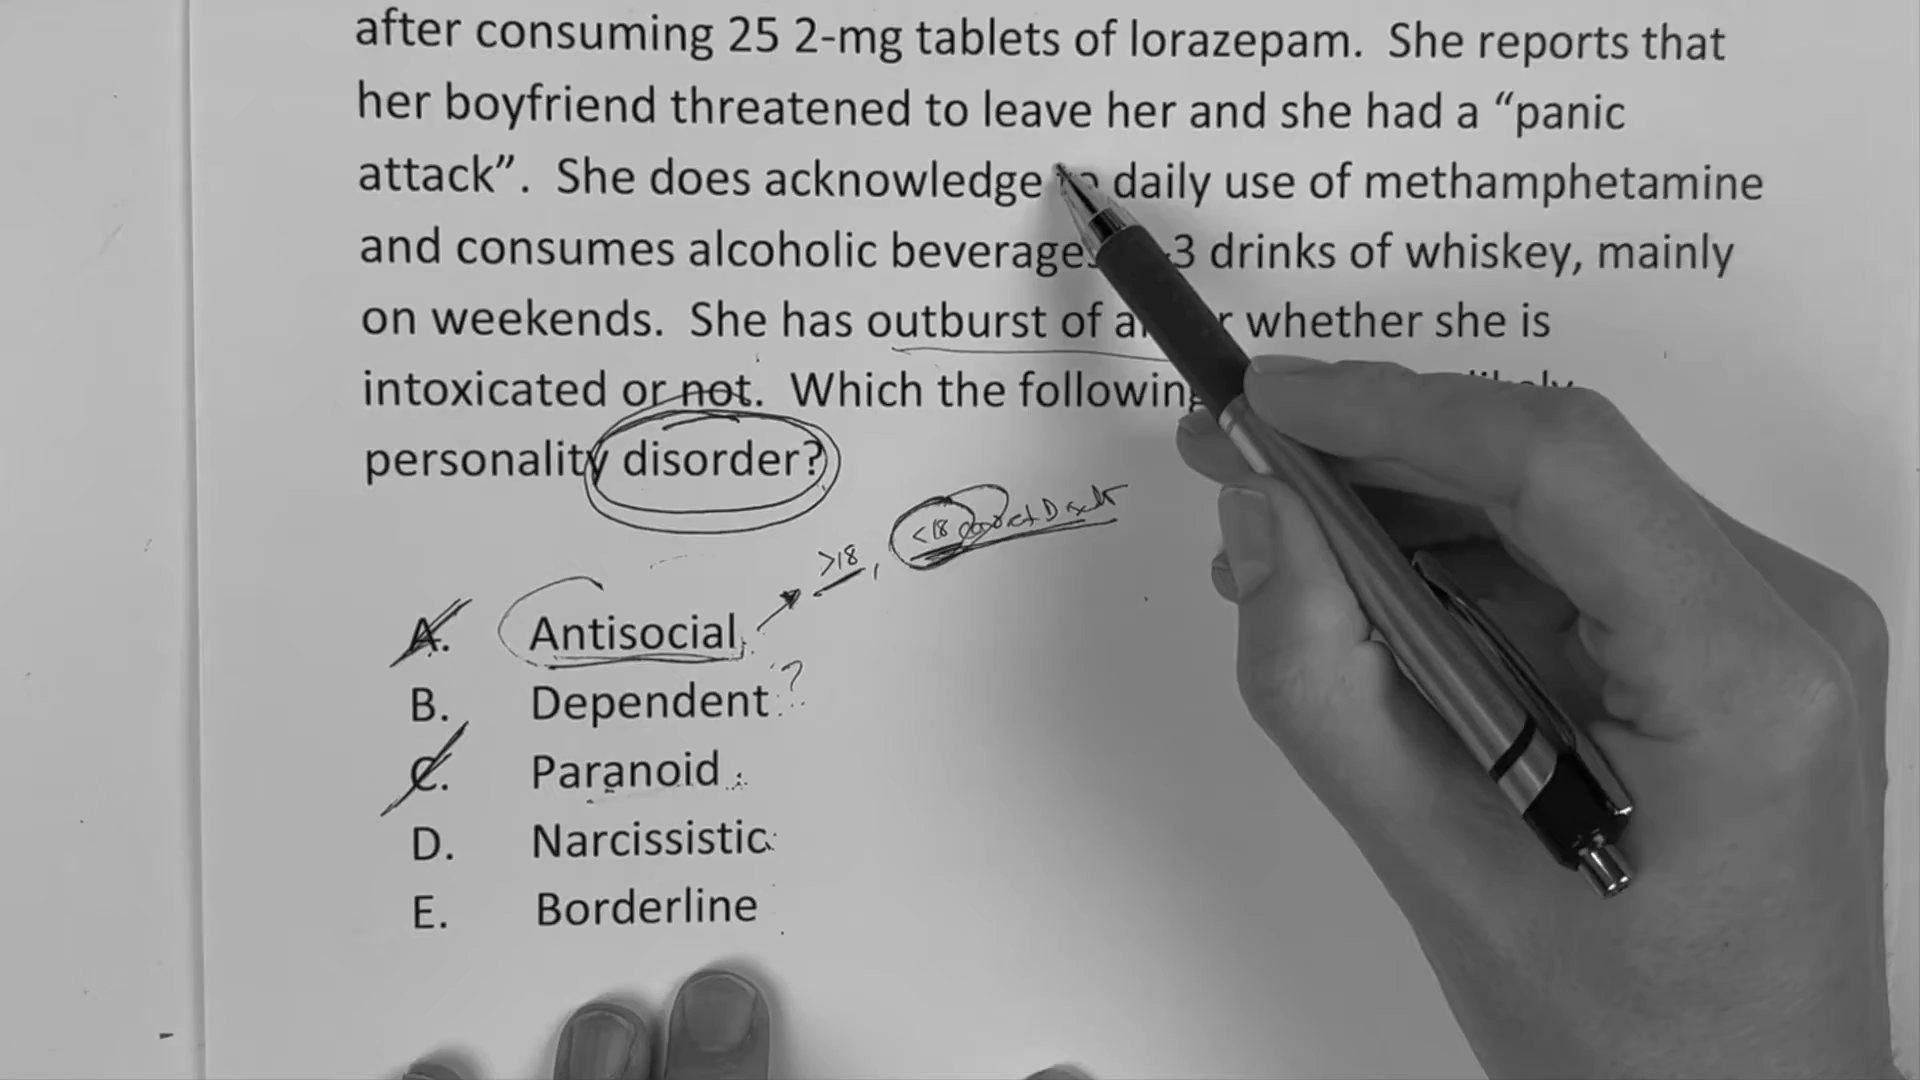 after consuming 25 2-mg tablets of lorazepam. She reports that
her boyfriend threatened to leave her and she had a “panic
attack”. She does acknowledge daily use of methamphetamine
and consumes alcoholic beverages 3 drinks of whiskey, mainly
on weekends. She has outburst of whether she is
intoxicated or not. Which the following likely
personality disorder?
>18, <18 conduct
A. Antisocial
B. Dependent ?
C. Paranoid
D. Narcissistic
E. Borderline